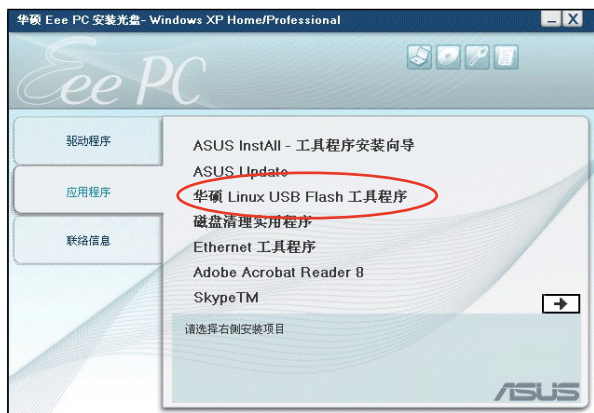 华硕 Eee PC 安装光盘- Windows XP Home/Professional
Eee PC
驱动程序
应用程序
联络信息
ASUS InstAll - 工具程序安装向导
ASUS Update
华硕 Linux USB Flash 工具程序
磁盘清理实用程序
Ethernet 工具程序
Adobe Acrobat Reader 8
SkypeTM
请选择右侧安装项目
ASUS